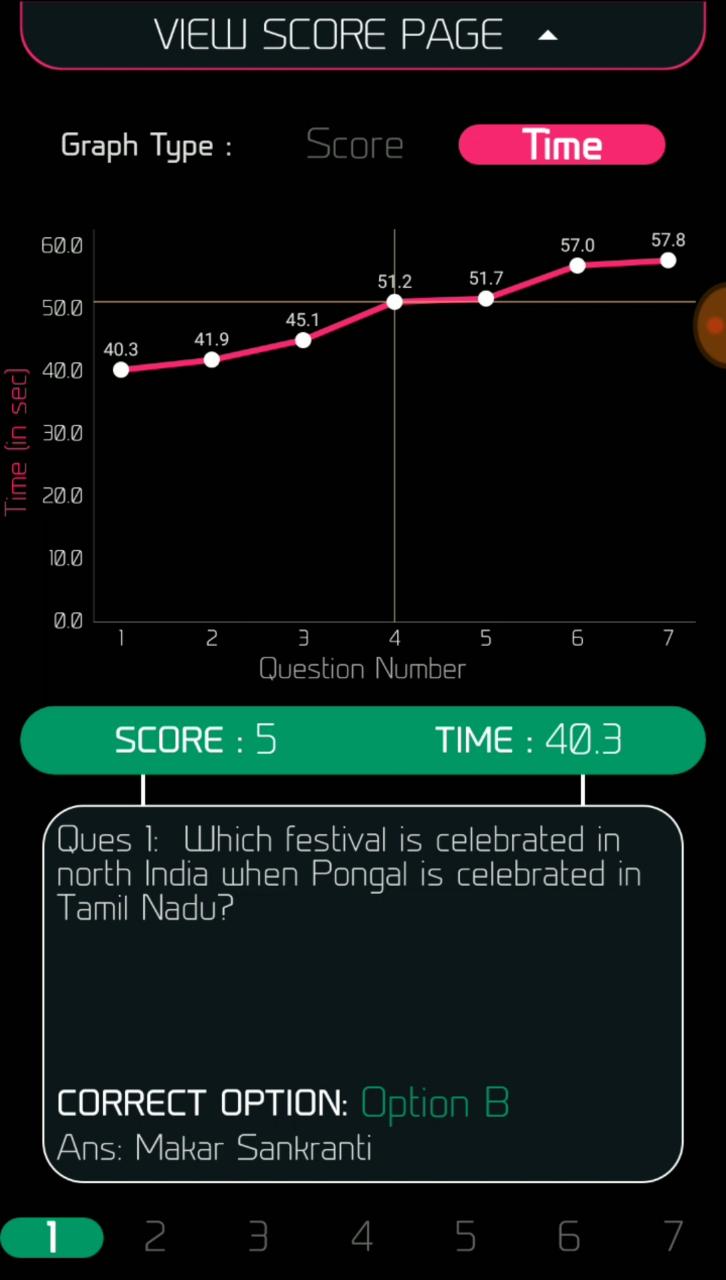 VIEW SCORE PAGE
Graph Type : Score Time
60.0
50.0
40.0
30.0
20.0
10.0
0.0
Time (in sec)
40.3 41.9 45.1 51.2 51.7 57.0 57.8
1 2 3 4 5 6 7
Question Number
SCORE : 5 TIME : 40.3
Ques 1: Which festival is celebrated in
north India when Pongal is celebrated in
Tamil Nadu?
CORRECT OPTION: Option B
Ans: Makar Sankranti
1 2 3 4 5 6 7